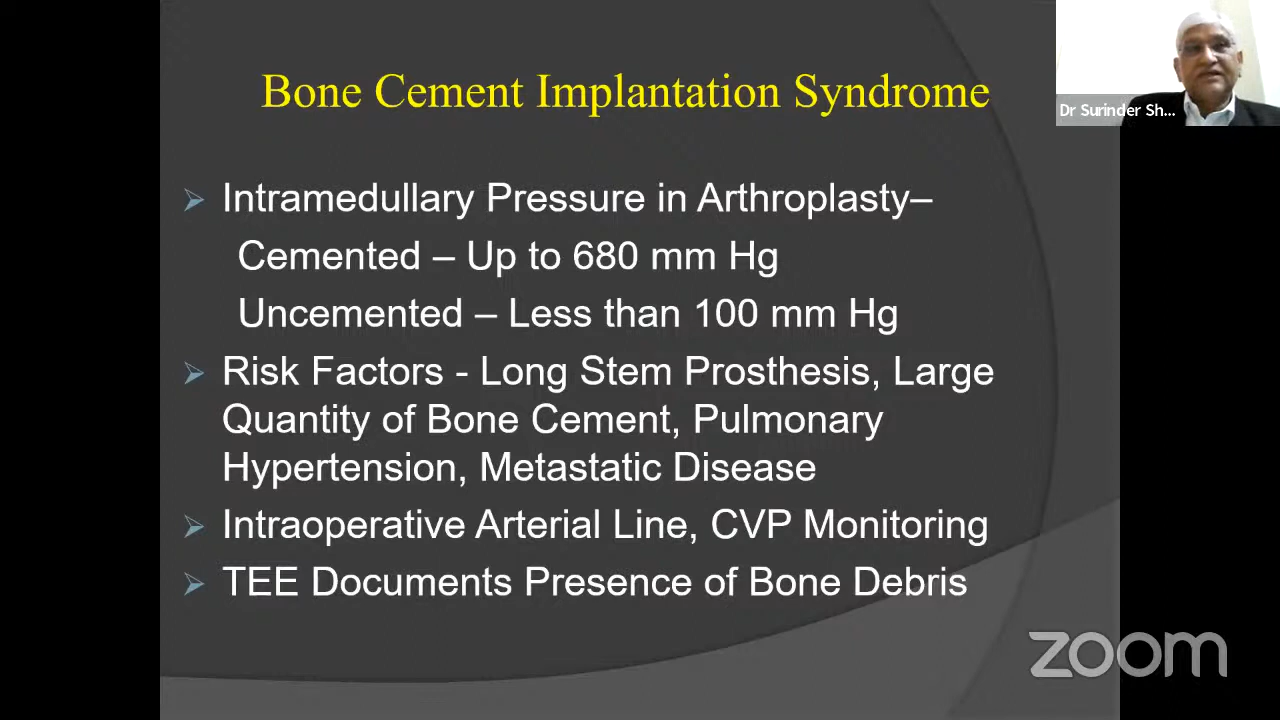 Bone Cement Implantation Syndrome
Dr Surinder Sh...
➢ Intramedullary Pressure in Arthroplasty–
Cemented – Up to 680 mm Hg
Uncemented – Less than 100 mm Hg
➢ Risk Factors - Long Stem Prosthesis, Large
Quantity of Bone Cement, Pulmonary
Hypertension, Metastatic Disease
➢ Intraoperative Arterial Line, CVP Monitoring
➢ TEE Documents Presence of Bone Debris
zoom